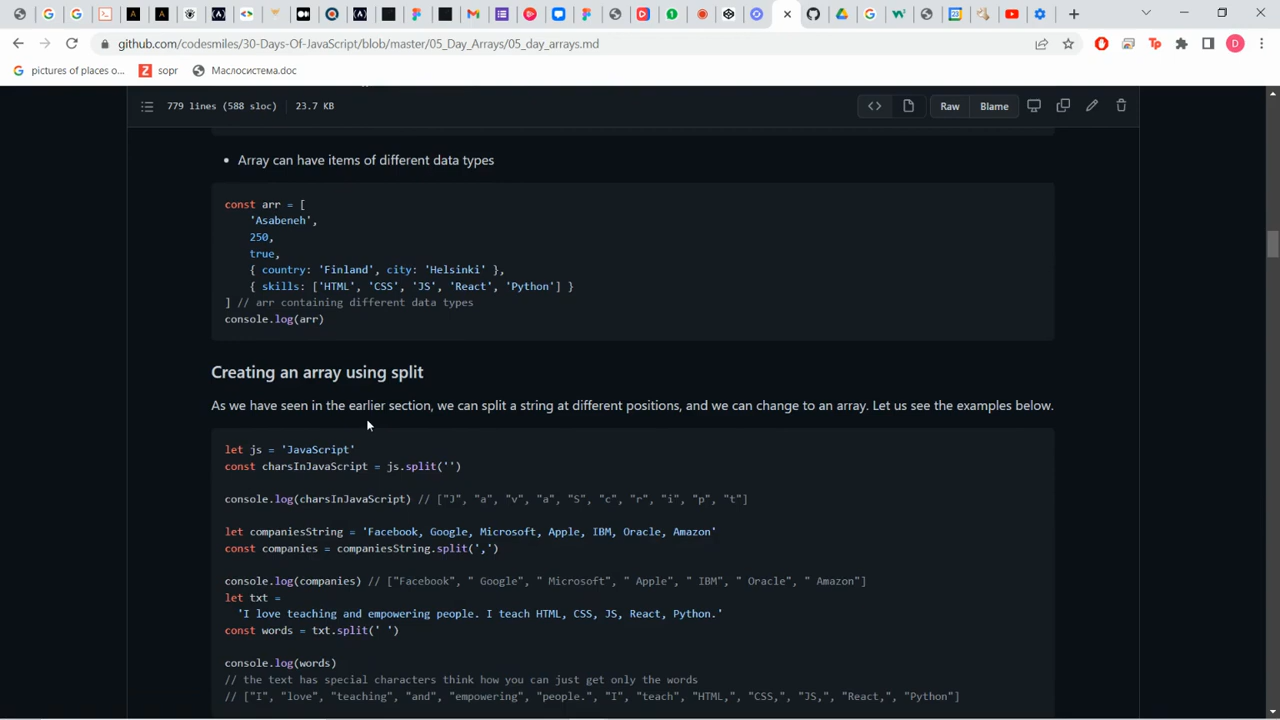 github.com/codesmiles/30-Days-Of-JavaScript/blob/master/05_Day_Arrays/05_day_arrays.md
D
pictures of places o...
sopr
Маслосистема.doc
779 lines (588 sloc) 23.7 KB
Raw
Blame
Array can have items of different data types
const arr = [
'Asabeneh',
250,
true,
{ country: 'Finland', city: 'Helsinki' },
{ skills: ['HTML', 'CSS', 'JS', 'React', 'Python'] }
] // arr containing different data types
console.log(arr)
Creating an array using split
As we have seen in the earlier section, we can split a string at different positions, and we can change to an array. Let us see the examples below.
let js = 'JavaScript'
const charsInJavaScript = js.split('')
console.log(charsInJavaScript) // ["J", "a", "v", "a", "S", "c", "r", "i", "p", "t"]
let companiesString = 'Facebook, Google, Microsoft, Apple, IBM, Oracle, Amazon'
const companies = companiesString.split(',')
console.log(companies) // ["Facebook", " Google", " Microsoft", " Apple", " IBM", " Oracle", " Amazon"]
let txt =
'I love teaching and empowering people. I teach HTML, CSS, JS, React, Python.'
const words = txt.split(' ')
console.log(words)
// the text has special characters think how you can just get only the words
// ["I", "love", "teaching", "and", "empowering", "people.", "I", "teach", "HTML,", "CSS,", "JS,", "React,", "Python"]